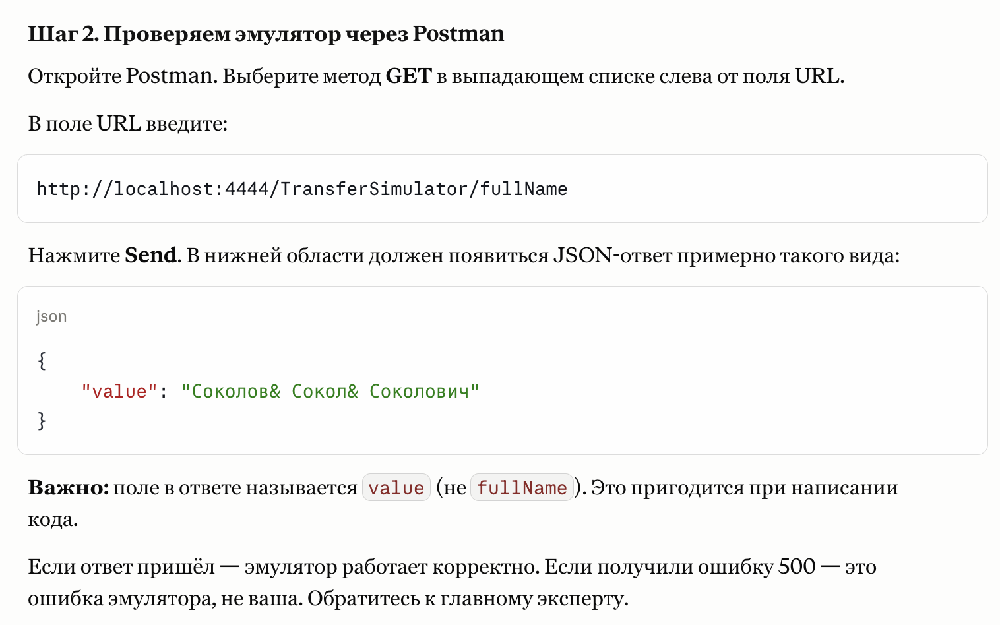 Шаг 2. Проверяем эмулятор через Postman
Откройте Postman. Выберите метод GET в выпадающем списке слева от поля URL.
В поле URL введите:
http://localhost:4444/TransferSimulator/fullName
Нажмите Send. В нижней области должен появиться JSON-ответ примерно такого вида:
json
{
    "value": "Соколов& Сокол& Соколович"
}
Важно: поле в ответе называется value (не fullName). Это пригодится при написании
кода.
Если ответ пришёл — эмулятор работает корректно. Если получили ошибку 500 — это
ошибка эмулятора, не ваша. Обратитесь к главному эксперту.